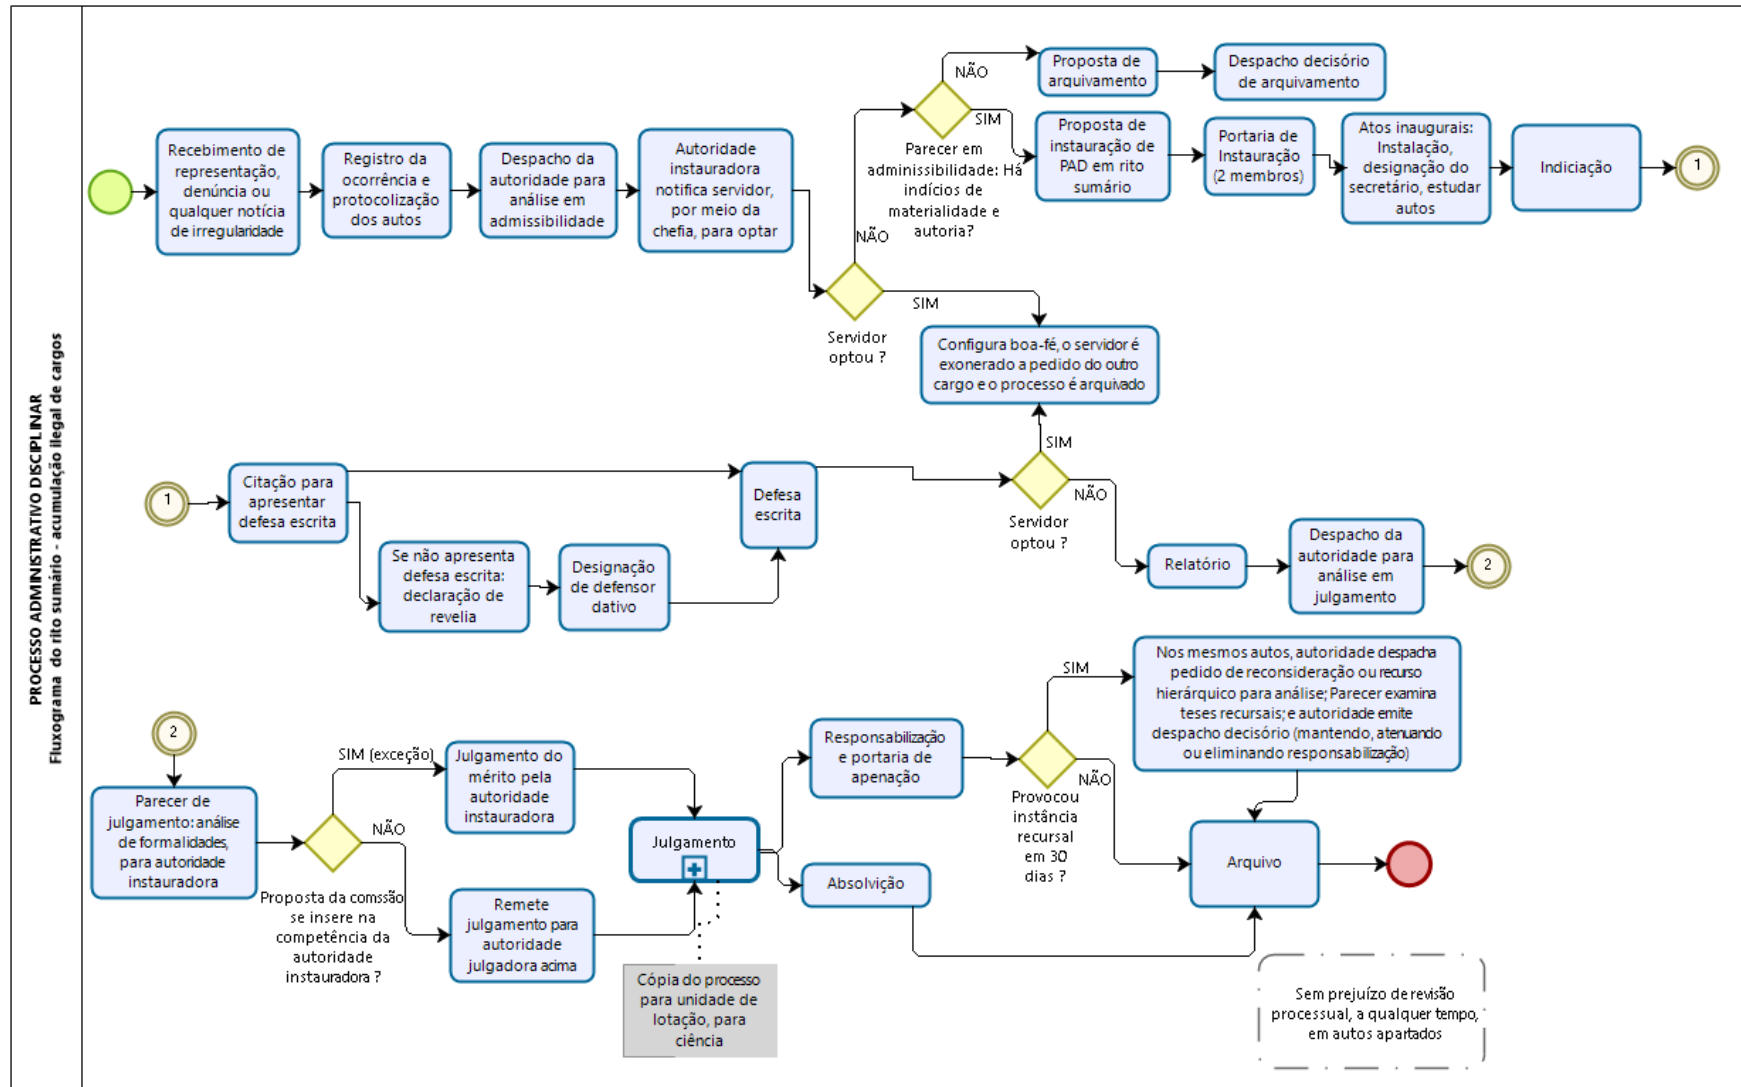 PROCESSO ADMINISTRATIVO DISCIPLINAR
Fluxograma do rito sumário - acumulação ilegal de cargos
Recebimento de
representação,
denúncia ou
qualquer notícia
de irregularidade
Registro da
ocorrência e
protocolização
dos autos
Despacho da
autoridade para
análise em
admissibilidade
Autoridade
instauradora
notifica servidor,
por meio da
chefia, para optar
Servidor
optou ?
NÃO
SIM
Parecer em
adminissibilidade: Há
indícios de
materialidade e
autoria?
NÃO
SIM
Proposta de
arquivamento
Despacho decisório
de arquivamento
Proposta de
instauração de
PAD em rito
sumário
Portaria de
Instauração
(2 membros)
Atos inaugurais:
Instalação,
designação do
secretário, estudar
autos
Indiciação
1
Configura boa-fé, o servidor é
exonerado a pedido do outro
cargo e o processo é arquivado
1
Citação para
apresentar
defesa escrita
Se não apresenta
defesa escrita:
declaração de
revelia
Designação
de defensor
dativo
Defesa
escrita
Servidor
optou ?
SIM
NÃO
Relatório
Despacho da
autoridade para
análise em
julgamento
2
2
Parecer de
julgamento: análise
de formalidades,
para autoridade
instauradora
Proposta da comssão
se insere na
competência da
autoridade
instauradora ?
SIM (exceção)
NÃO
Julgamento do
mérito pela
autoridade
instauradora
Remete
julgamento para
autoridade
julgadora acima
Julgamento
Cópia do processo
para unidade de
lotação, para
ciência
Responsabilização
e portaria de
apenação
Absolvição
Provocou
instância
recursal
em 30
dias ?
SIM
NÃO
Nos mesmos autos, autoridade despacha
pedido de reconsideração ou recurso
hierárquico para análise; Parecer examina
teses recursais; e autoridade emite
despacho decisório (mantendo, atenuando
ou eliminando responsabilização)
Arquivo
Sem prejuízo de revisão
processual, a qualquer tempo,
em autos apartados